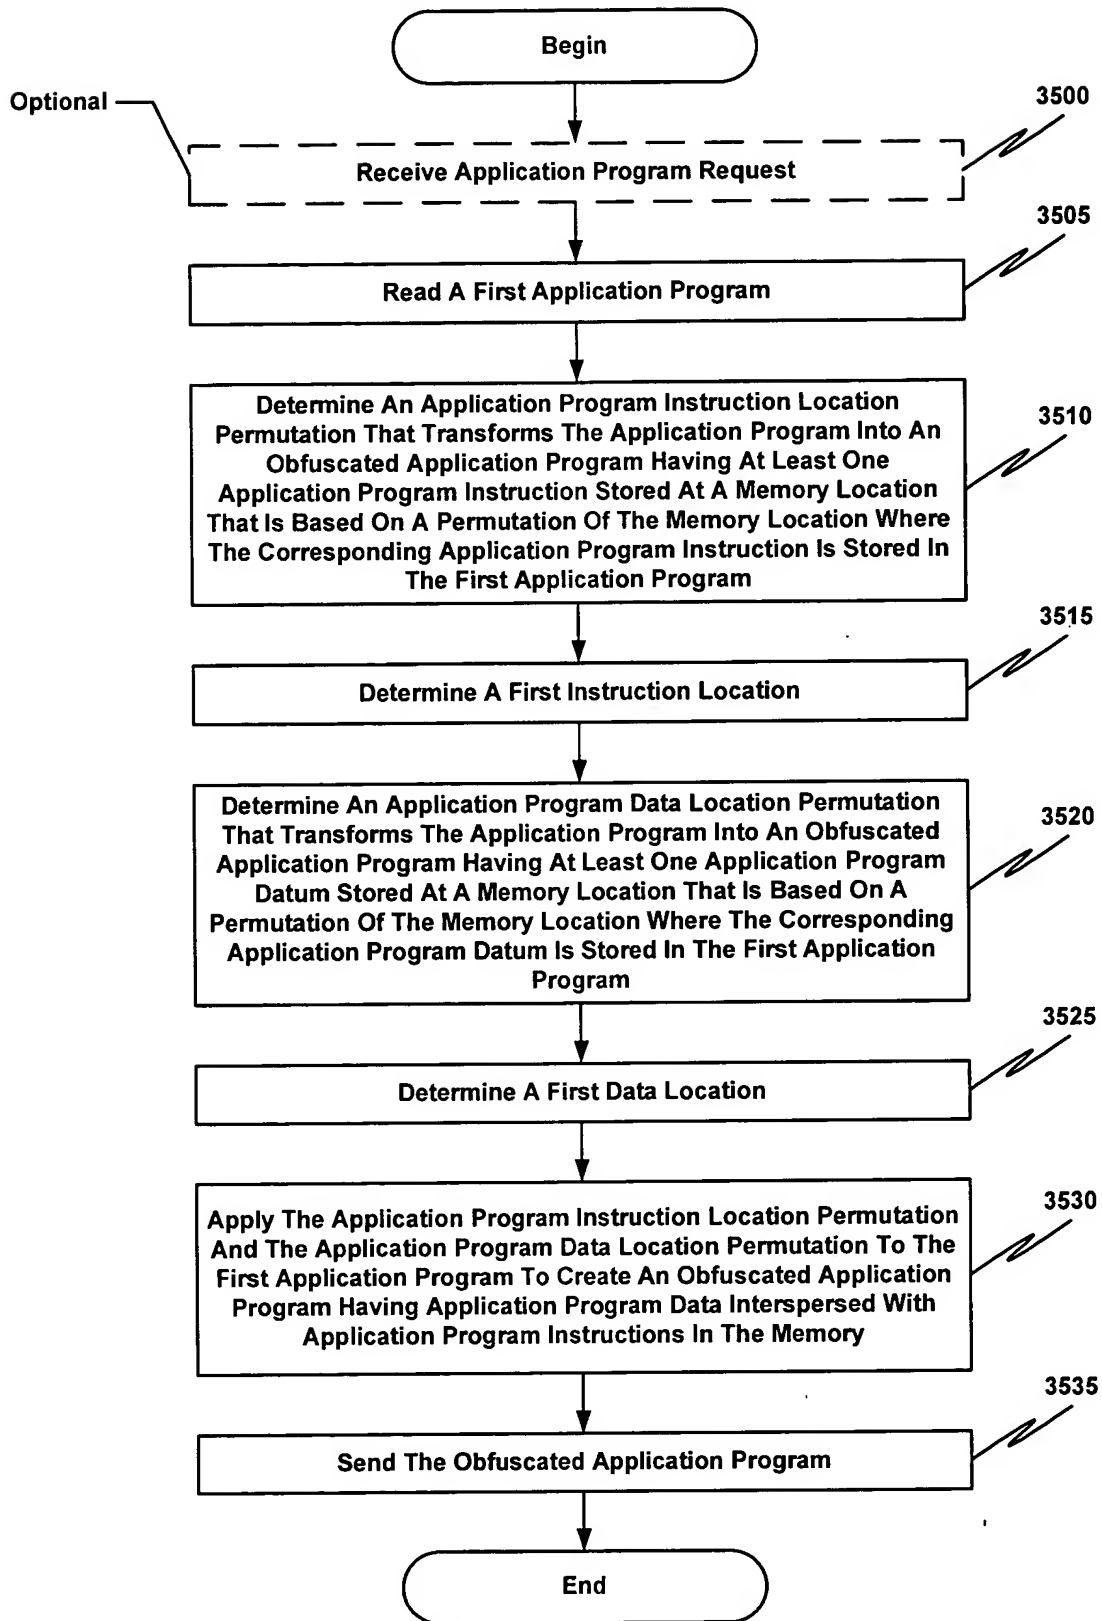 Begin
Optional
3500
Receive Application Program Request
3505
Read A First Application Program
Determine An Application Program Instruction Location
Permutation That Transforms The Application Program Into An
Obfuscated Application Program Having At Least One
Application Program Instruction Stored At A Memory Location
That Is Based On A Permutation Of The Memory Location Where
The Corresponding Application Program Instruction Is Stored In
The First Application Program
3510
3515
Determine A First Instruction Location
Determine An Application Program Data Location Permutation
That Transforms The Application Program Into An Obfuscated
Application Program Having At Least One Application Program
Datum Stored At A Memory Location That Is Based On A
Permutation Of The Memory Location Where The Corresponding
Application Program Datum Is Stored In The First Application
Program
3520
3525
Determine A First Data Location
Apply The Application Program Instruction Location Permutation
And The Application Program Data Location Permutation To The
First Application Program To Create An Obfuscated Application
Program Having Application Program Data Interspersed With
Application Program Instructions In The Memory
3530
3535
Send The Obfuscated Application Program
End